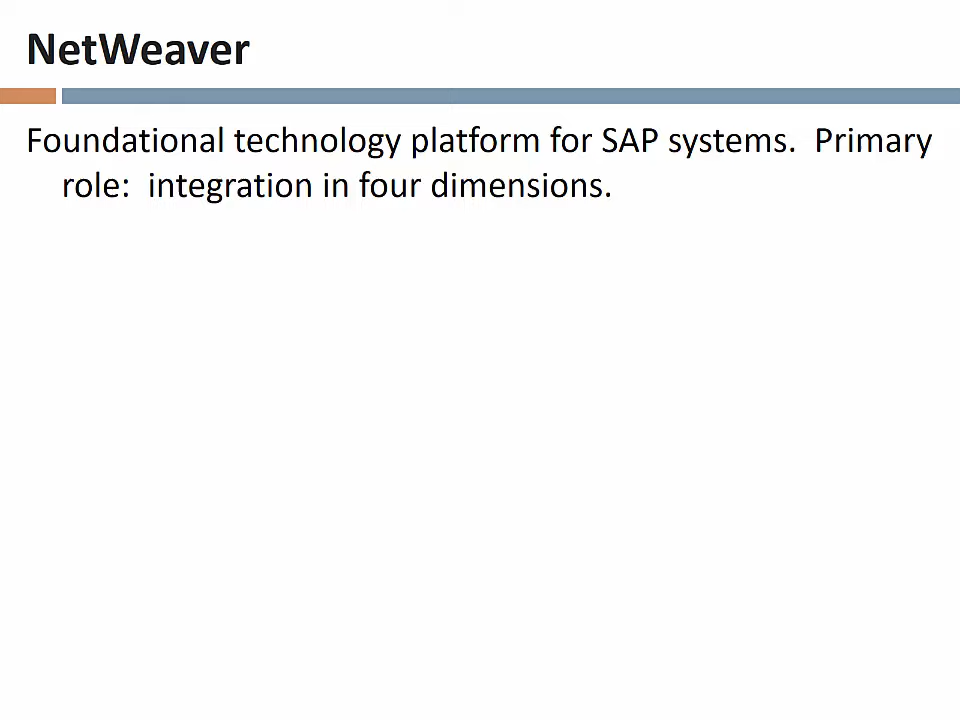 NetWeaver
Foundational technology platform for SAP systems.  Primary
role:  integration in four dimensions.